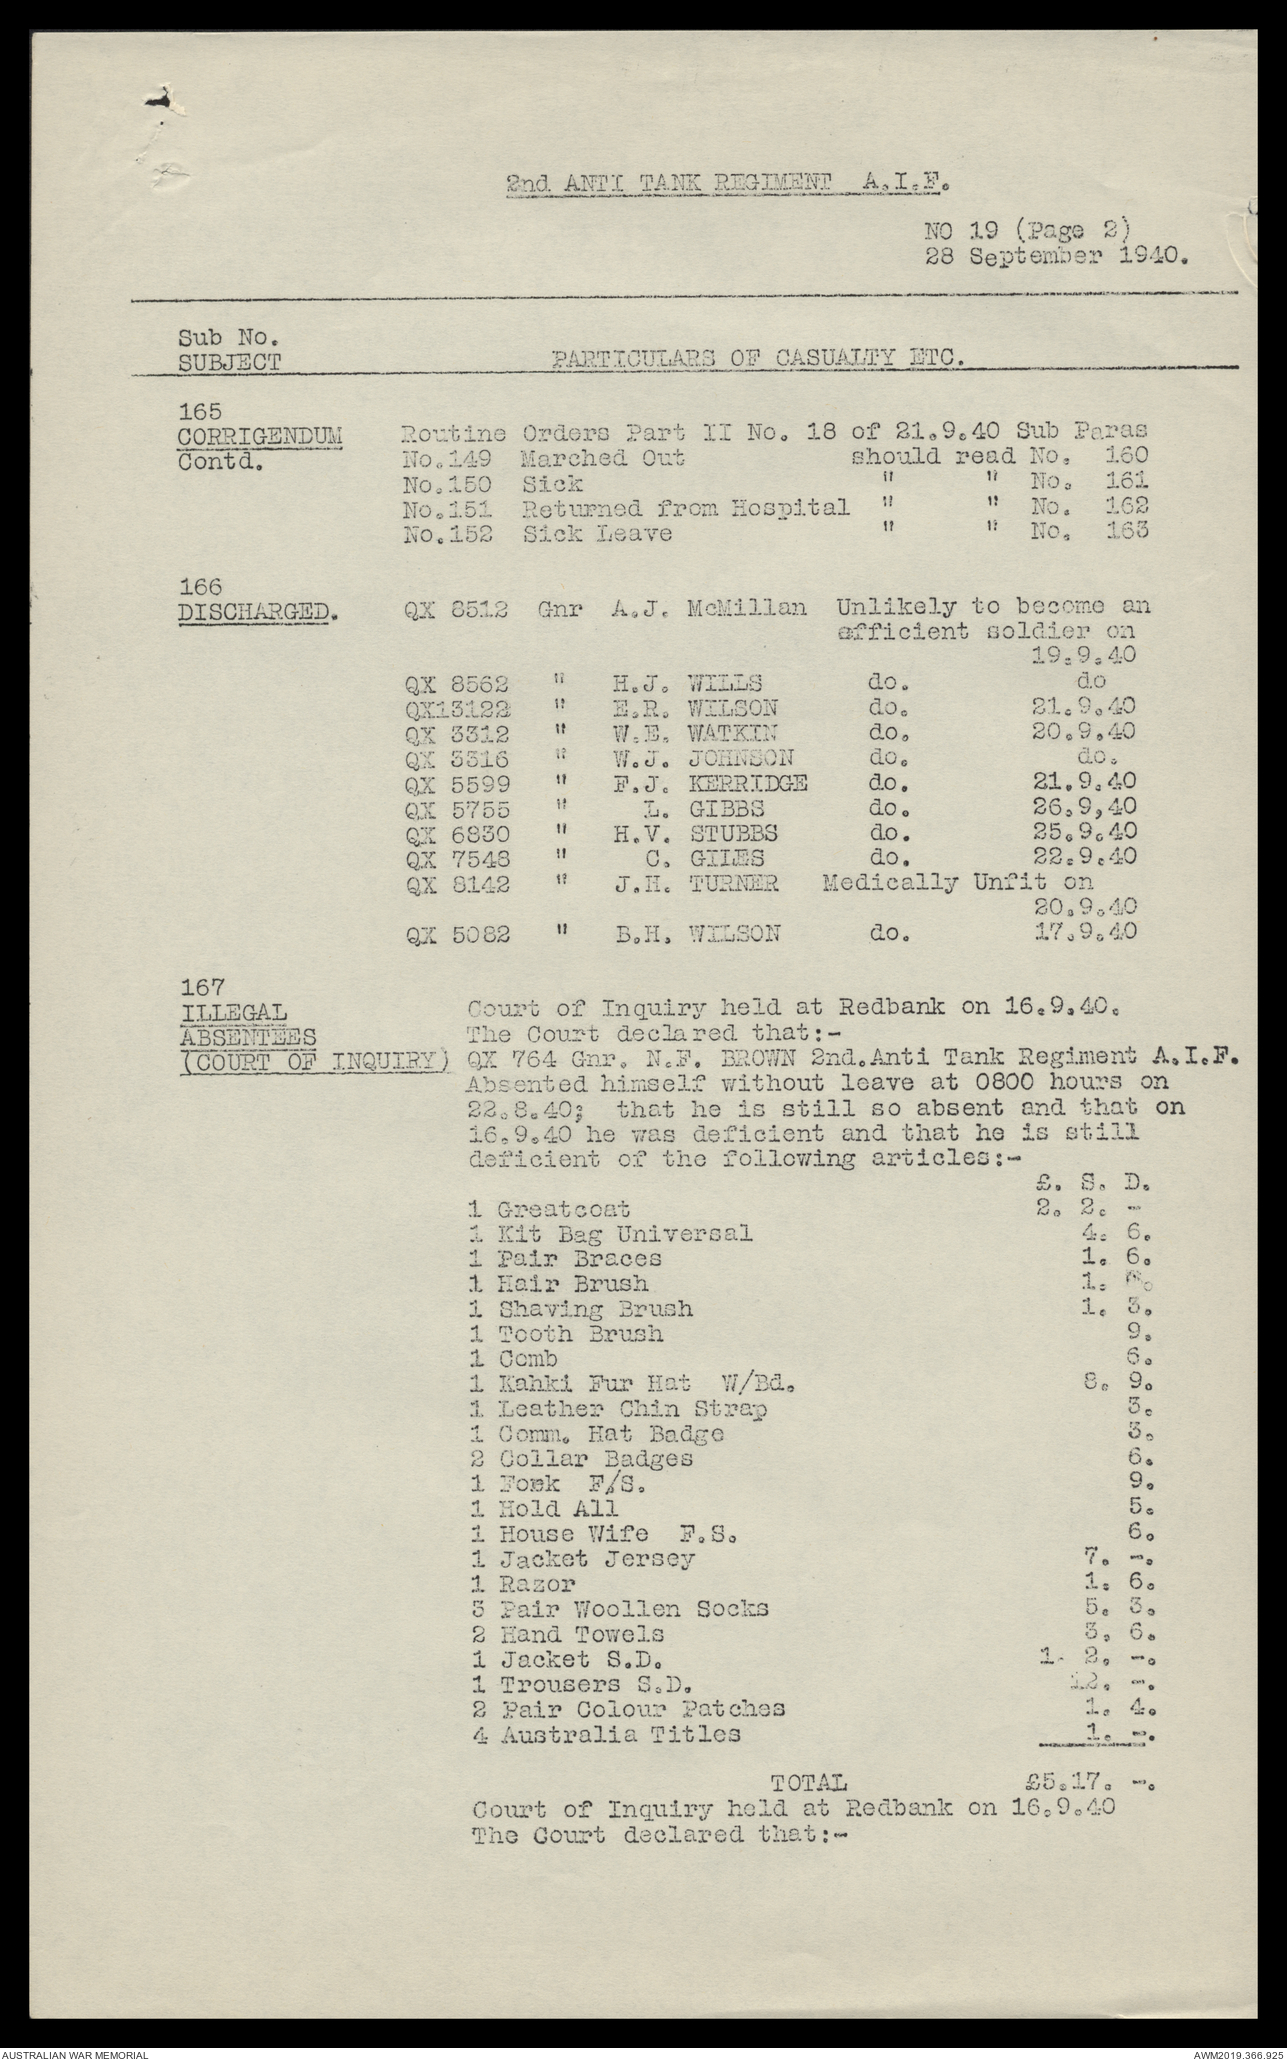 2nd ANTI TANK REGIMENT A.I.F.
NO 19 (Page 2)
28 September 1940.
Sub No.
SUBJECT PARTICULARS OF CASUALTY ETC.
165
CORRIGENDUM Routine Orders Part II No. 18 of 21.9.40 Sub Paras
Contd. No.149 Marched Out should read No. 160
No.150 Sick " " No. 161
No.151 Returned from Hospital " " No. 162
No.152 Sick Leave " " No. 163
166
DISCHARGED. QX 8512 Gnr A.J. McMillan Unlikely to become an
efficient soldier on
19.9.40
QX 8562 " H.J. WILLS do. do
QX13122 " E.R. WILSON do. 21.9.40
QX 3312 " W.E. WATKIN do. 20.9.40
QX 3316 " W.J. JOHNSON do. do.
QX 5599 " F.J. KERRIDGE do. 21.9.40
QX 5755 " L. GIBBS do. 26.9,40
QX 6830 " H.V. STUBBS do. 25.9.40
QX 7548 " C. GILES do. 22.9.40
QX 8142 " J.H. TURNER Medically Unfit on
20.9.40
QX 5082 " B.H. WILSON do. 17.9.40
167
ILLEGAL Court of Inquiry held at Redbank on 16.9.40.
ABSENTEES The Court declared that:-
(COURT OF INQUIRY) QX 764 Gnr. N.F. BROWN 2nd.Anti Tank Regiment A.I.F.
Absented himself without leave at 0800 hours on
22.8.40; that he is still so absent and that on
16.9.40 he was deficient and that he is still
deficient of the following articles:-
£. S. D.
1 Greatcoat 2. 2. -
1 Kit Bag Universal 4. 6.
1 Pair Braces 1. 6.
1 Hair Brush 1.
1 Shaving Brush 1. 3.
1 Tooth Brush 9.
1 Comb 6.
1 Kahki Fur Hat W/Bd. 8. 9.
1 Leather Chin Strap 3.
1 Comm. Hat Badge 3.
2 Collar Badges 6.
1 Fork F/S. 9.
1 Hold All 5.
1 House Wife F.S. 6.
1 Jacket Jersey 7. -.
1 Razor 1. 6.
3 Pair Woollen Socks 5. 3.
2 Hand Towels 3. 6.
1 Jacket S.D. 1. 2. -.
1 Trousers S.D. 12. -.
2 Pair Colour Patches 1. 4.
4 Australia Titles 1. -.
TOTAL £5.17. -.
Court of Inquiry held at Redbank on 16.9.40
The Court declared that:-
AUSTRALIAN WAR MEMORIAL AWM2019.366.925